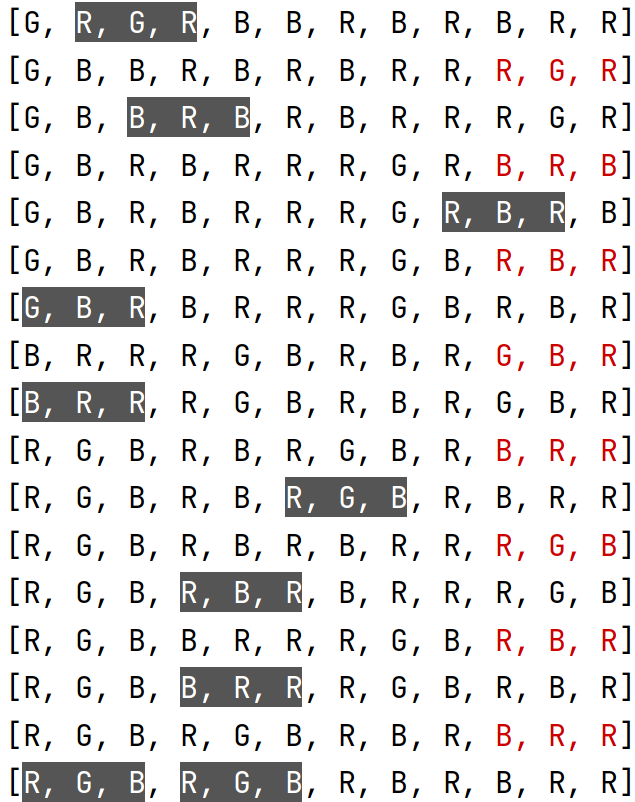 [G, R, G, R, B, B, R, B, R, B, R, R]
[G, B, B, R, B, R, B, R, R, R, G, R]
[G, B, B, R, B, R, B, R, R, R, G, R]
[G, B, R, B, R, R, R, G, R, B, R, B]
[G, B, R, B, R, R, R, G, R, B, R, B]
[G, B, R, B, R, R, R, G, B, R, B, R]
[G, B, R, B, R, R, R, G, B, R, B, R]
[B, R, R, R, G, B, R, B, R, G, B, R]
[B, R, R, R, G, B, R, B, R, G, B, R]
[R, G, B, R, B, R, G, B, R, B, R, R]
[R, G, B, R, B, R, G, B, R, B, R, R]
[R, G, B, R, B, R, B, R, R, R, G, B]
[R, G, B, R, B, R, B, R, R, R, G, B]
[R, G, B, B, R, R, R, G, B, R, B, R]
[R, G, B, B, R, R, R, G, B, R, B, R]
[R, G, B, R, G, B, R, B, R, B, R, R]
[R, G, B, R, G, B, R, B, R, B, R, R]